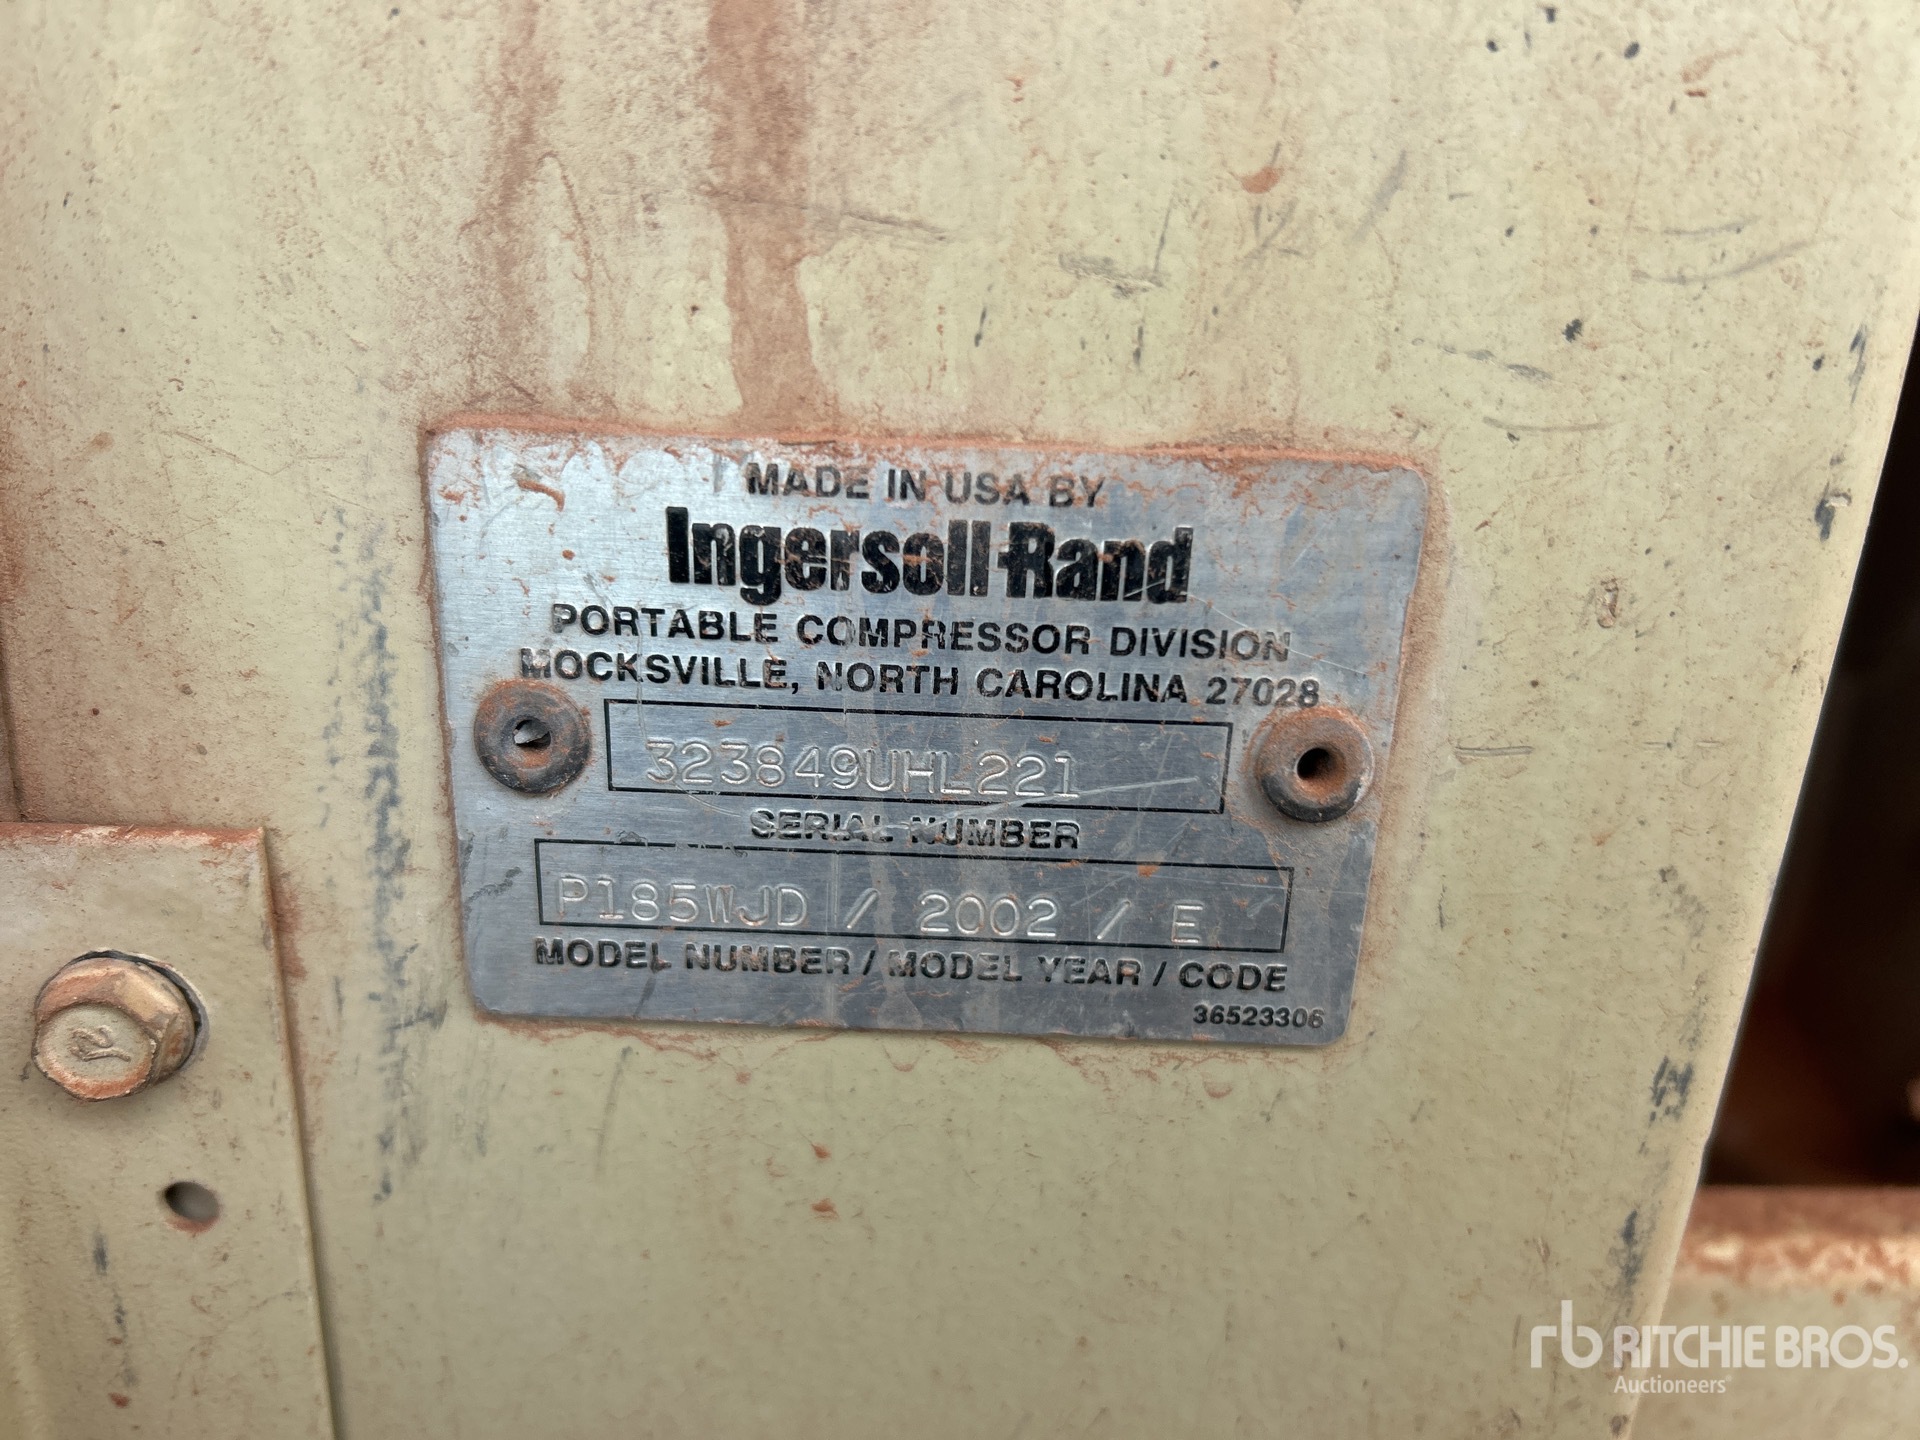 MADE IN USA BY
Ingersoll-Rand
PORTABLE COMPRESSOR DIVISION
MOCKSVILLE, NORTH CAROLINA 27028
323849UHL221
SERIAL NUMBER
P185WJD / 2002 / E
MODEL NUMBER / MODEL YEAR / CODE
36523306
rb RITCHIE BROS.
Auctioneers